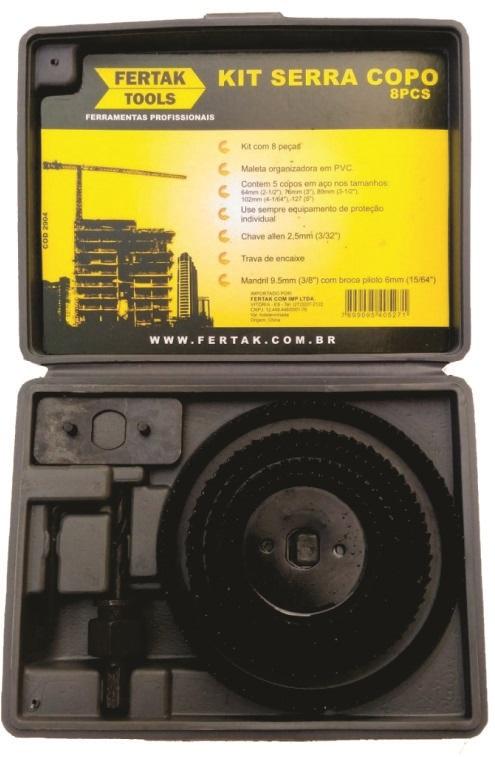 FERTAK
TOOLS
FERRAMENTAS PROFISSIONAIS
KIT SERRA COPO
8PCS
Kit com 8 peças
Maleta organizadora em PVC.
Contem 5 copos em aço nos tamanhos:
64mm (2-1/2"), 76mm (3"), 89mm (3-1/2"),
102mm (4-1/64"),-127 (5")
Use sempre equipamento de proteção
individual
Chave allen 2,5mm (3/32")
Trava de encaixe
Mandril 9.5mm (3/8") com broca piloto 6mm (15/64")
COD 2904
IMPORTADO POR:
FERTAK COM IMP LTDA.
Origem: China
WWW.FERTAK.COM.BR